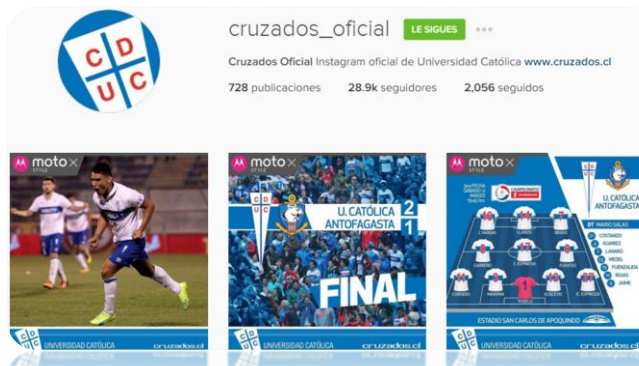 cruzados_oficial LE SIGUES
Cruzados Oficial Instagram oficial de Universidad Católica www.cruzados.cl
728 publicaciones 28.9k seguidores 2,056 seguidos
C D
U C
moto x
STYLE
UNIVERSIDAD CATÓLICA cruzados.cl
moto x
STYLE
C D
U C
U. CATÓLICA 2
ANTOFAGASTA 1
FINAL
UNIVERSIDAD CATÓLICA cruzados.cl
moto x
STYLE
CAMPEONATO
U. CATÓLICA
ANTOFAGASTA
DT MARIO SALAS
COSTANZO
ALVAREZ
LANARO
MEDEL
FUENZALIDA
ROJAS
JAIME
ESTADIO SAN CARLOS DE APOQUINDO
UNIVERSIDAD CATÓLICA cruzados.cl